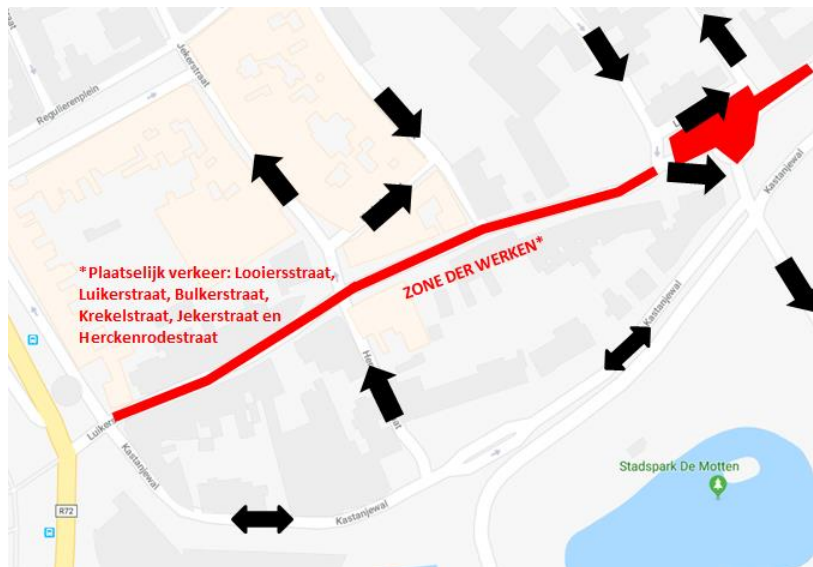 Jekerstraat
Regulierenplein
Kastanjewal
*Plaatselijk verkeer: Looiersstraat,
Luikerstraat, Bulkerstraat,
Krekelstraat, Jekerstraat en
Herckenrodestraat
ZONE DER WERKEN*
Kastanjewal
Luikers
Kastanjewal
Stadspark De Motten
R72
Kastanjewal